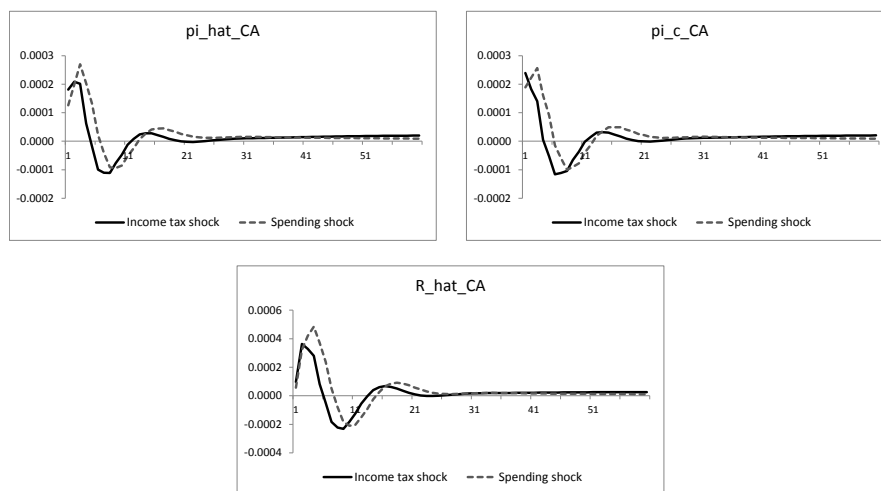 pi_hat_CA
0.0003
0.0002
0.0001
0.0000
-0.0001
-0.0002
1 11 21 31 41 51
Income tax shock Spending shock
pi_c_CA
0.0003
0.0002
0.0001
0.0000
-0.0001
-0.0002
1 11 21 31 41 51
Income tax shock Spending shock
R_hat_CA
0.0006
0.0004
0.0002
0.0000
-0.0002
-0.0004
1 11 21 31 41 51
Income tax shock Spending shock